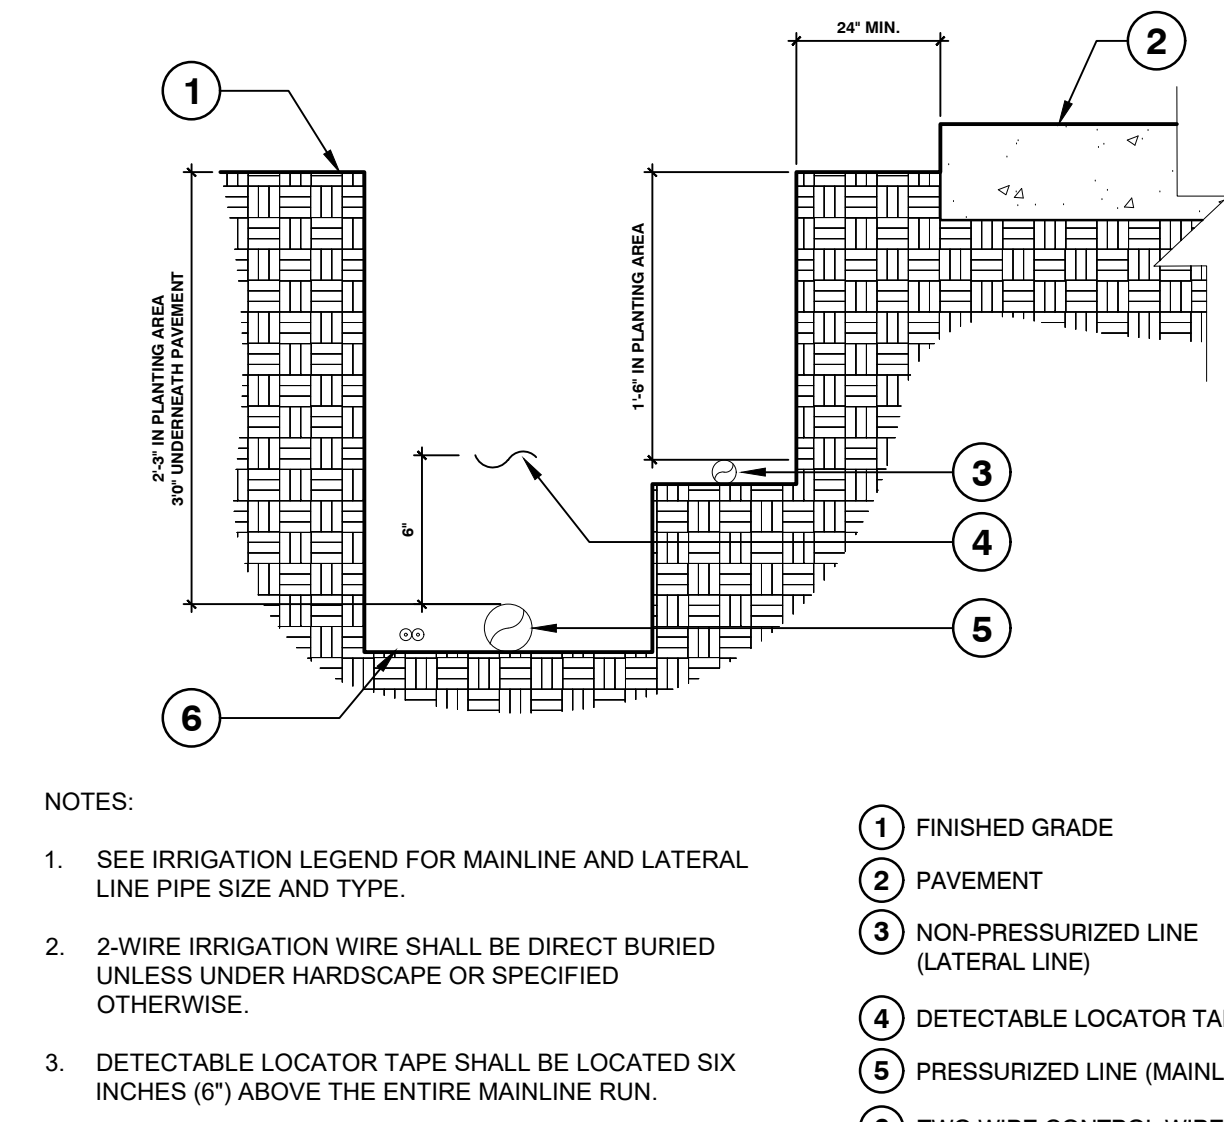 24" MIN.
2
1
2'-3" IN PLANTING AREA
3'0" UNDERNEATH PAVEMENT
1'-6" IN PLANTING AREA
3
6"
4
5
6
NOTES:
1. SEE IRRIGATION LEGEND FOR MAINLINE AND LATERAL
LINE PIPE SIZE AND TYPE.
2. 2-WIRE IRRIGATION WIRE SHALL BE DIRECT BURIED
UNLESS UNDER HARDSCAPE OR SPECIFIED
OTHERWISE.
3. DETECTABLE LOCATOR TAPE SHALL BE LOCATED SIX
INCHES (6") ABOVE THE ENTIRE MAINLINE RUN.
1 FINISHED GRADE
2 PAVEMENT
3 NON-PRESSURIZED LINE
(LATERAL LINE)
4 DETECTABLE LOCATOR
5 PRESSURIZED LINE
TWO WIRE CONTROL WIRE